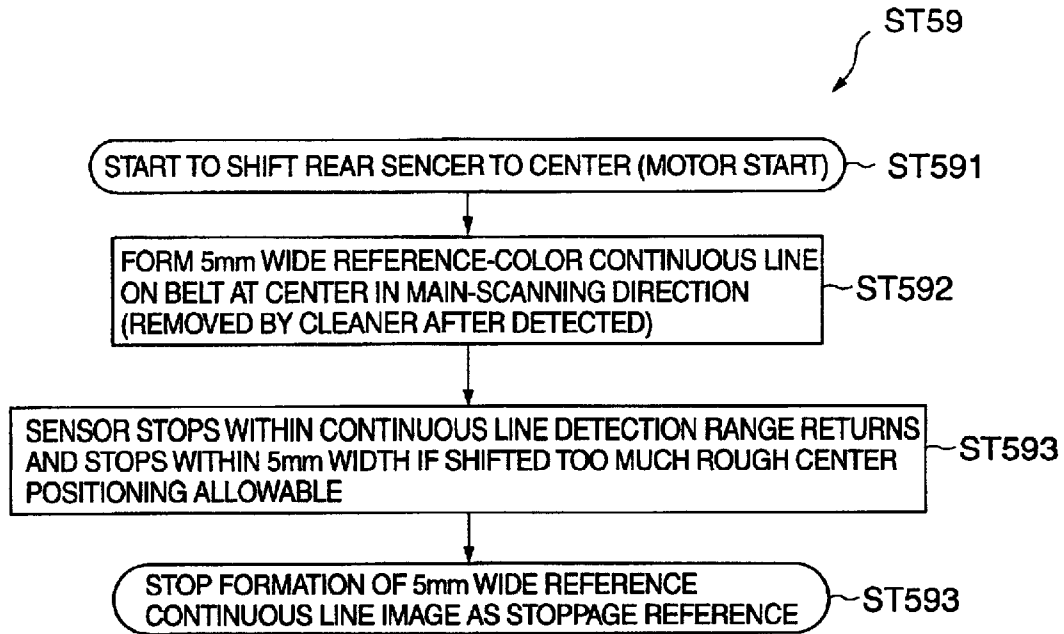 ST59
START TO SHIFT REAR SENCER TO CENTER (MOTOR START)
ST591
FORM 5mm WIDE REFERENCE-COLOR CONTINUOUS LINE
ON BELT AT CENTER IN MAIN-SCANNING DIRECTION
(REMOVED BY CLEANER AFTER DETECTED)
ST592
SENSOR STOPS WITHIN CONTINUOUS LINE DETECTION RANGE RETURNS
AND STOPS WITHIN 5mm WIDTH IF SHIFTED TOO MUCH ROUGH CENTER
POSITIONING ALLOWABLE
ST593
STOP FORMATION OF 5mm WIDE REFERENCE
CONTINUOUS LINE IMAGE AS STOPPAGE REFERENCE
ST593